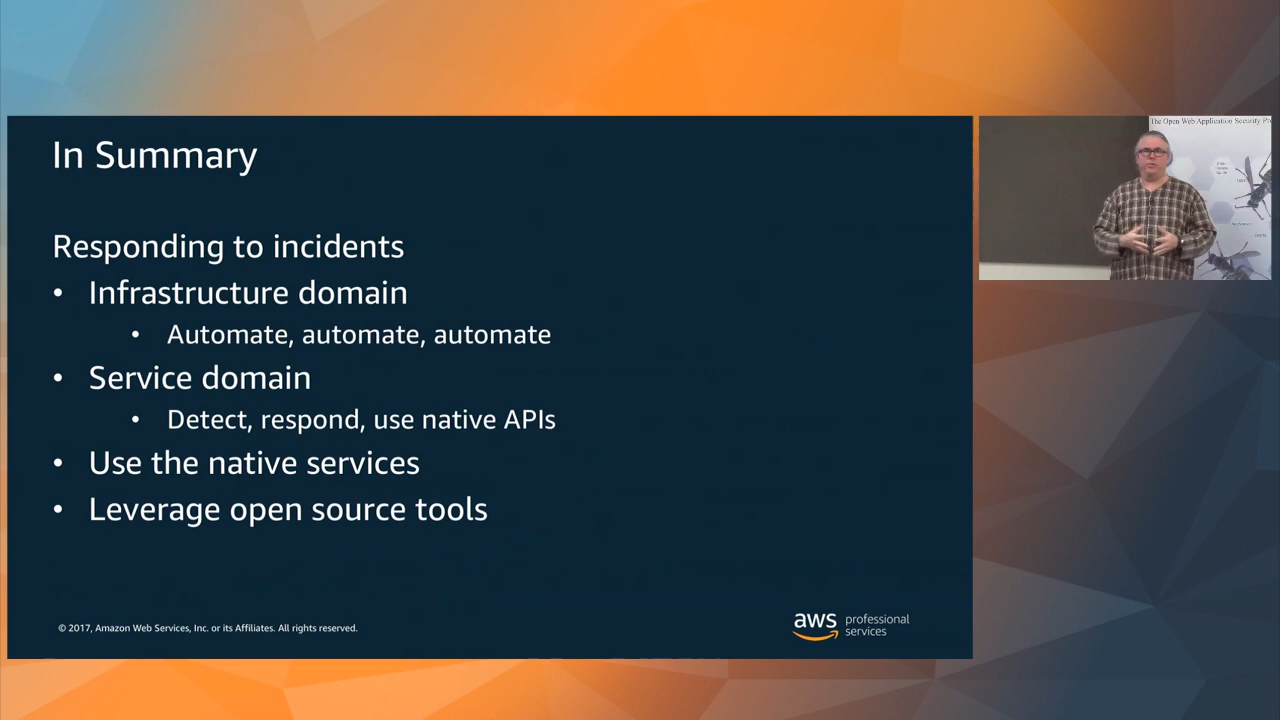 In Summary
Responding to incidents
• Infrastructure domain
• Automate, automate, automate
• Service domain
• Detect, respond, use native APIs
• Use the native services
• Leverage open source tools
© 2017, Amazon Web Services, Inc. or its Affiliates. All rights reserved.
aws professional
services
The Open Web Application Security